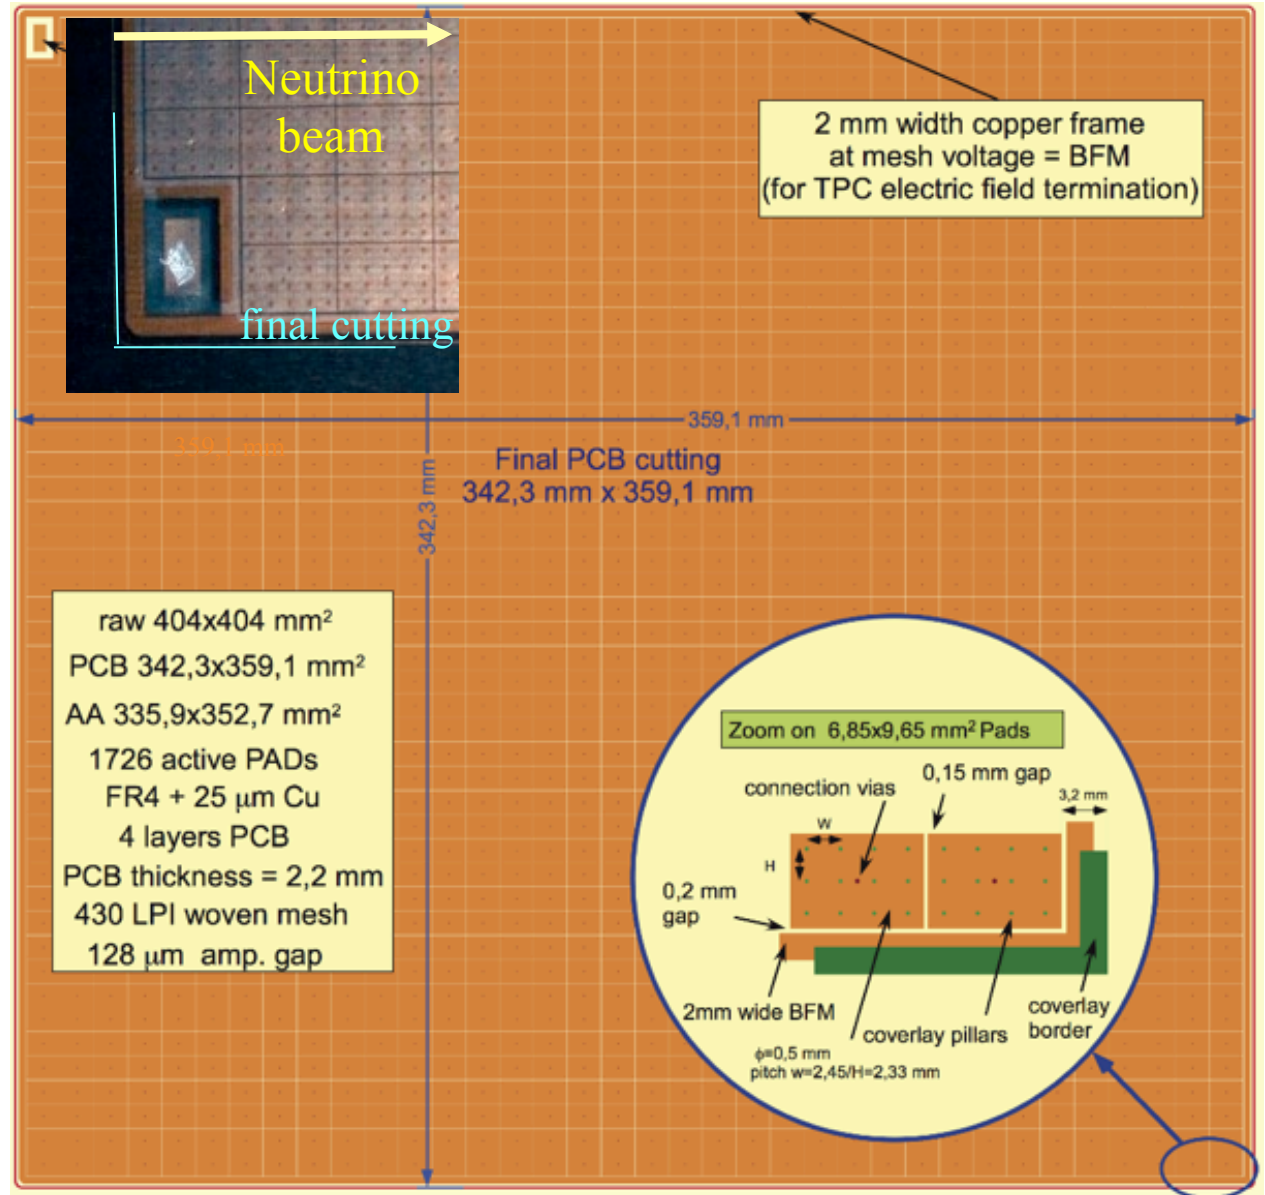 Neutrino
beam
final cutting
2 mm width copper frame
at mesh voltage = BFM
(for TPC electric field termination)
359,1 mm
359,1 mm
Final PCB cutting
342,3 mm x 359,1 mm
342,3 mm
raw 404x404 mm²
PCB 342,3x359,1 mm²
AA 335,9x352,7 mm²
1726 active PADs
FR4 + 25 μm Cu
4 layers PCB
PCB thickness = 2,2 mm
430 LPI woven mesh
128 μm amp. gap
Zoom on 6,85x9,65 mm² Pads
connection vias
0,15 mm gap
3,2 mm
W
H
0,2 mm
gap
2mm wide BFM
coverlay pillars
coverlay
border
ϕ=0,5 mm
pitch w=2,45/H=2,33 mm